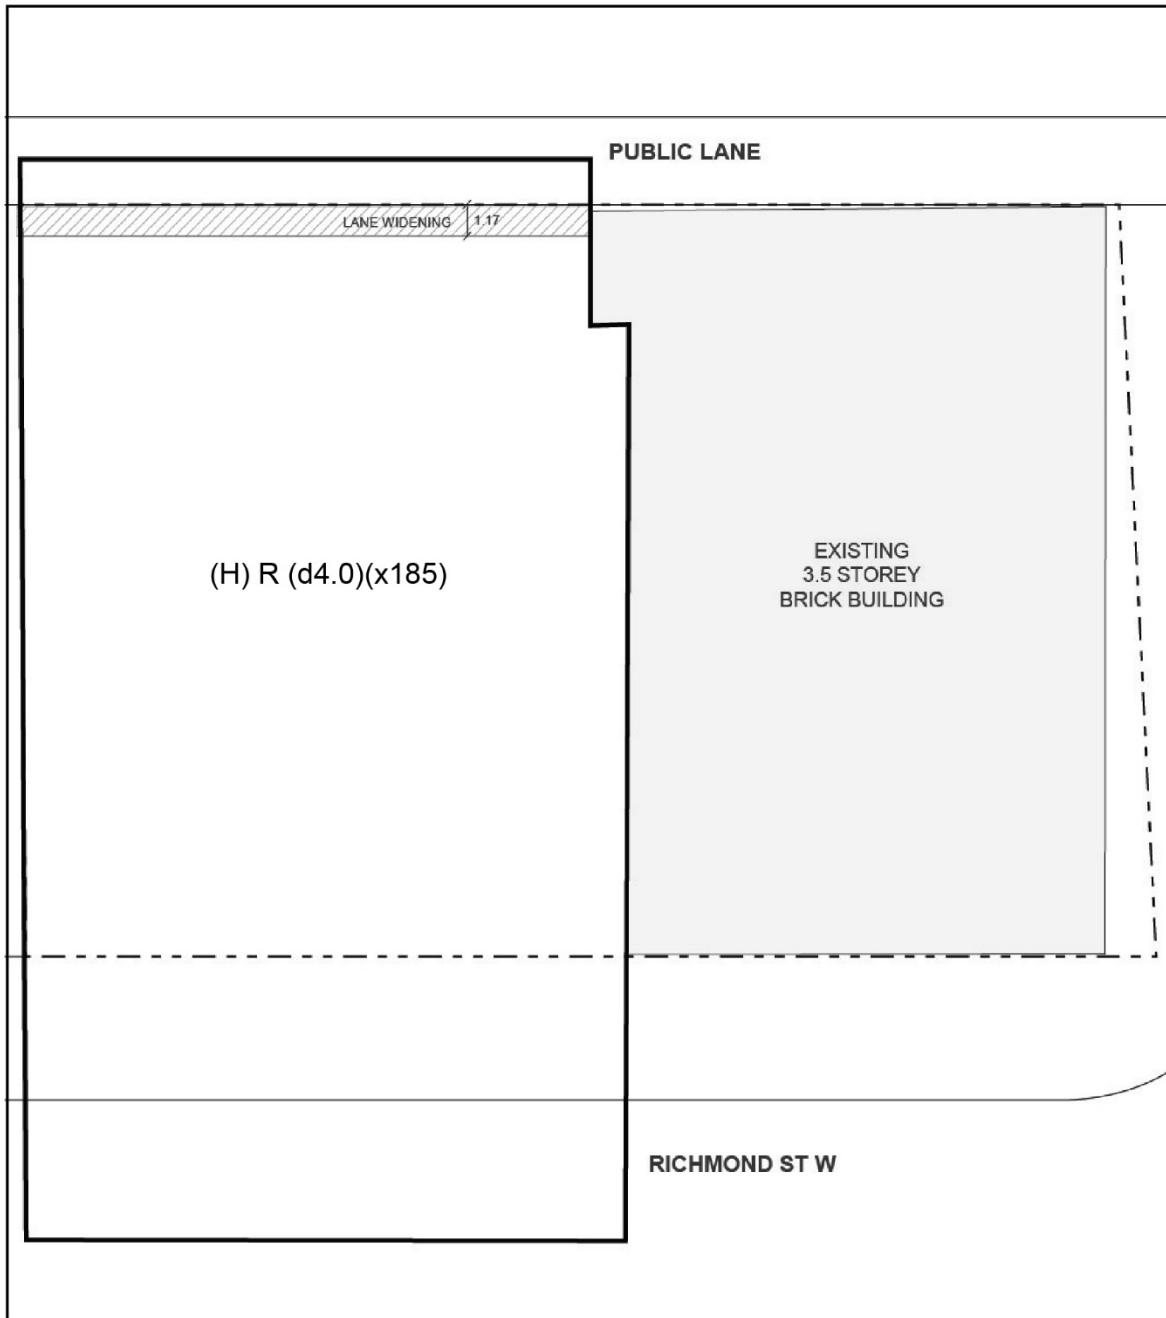 PUBLIC LANE
LANE WIDENING 1.17
(H) R (d4.0)(x185)
EXISTING
3.5 STOREY
BRICK BUILDING
RICHMOND ST W